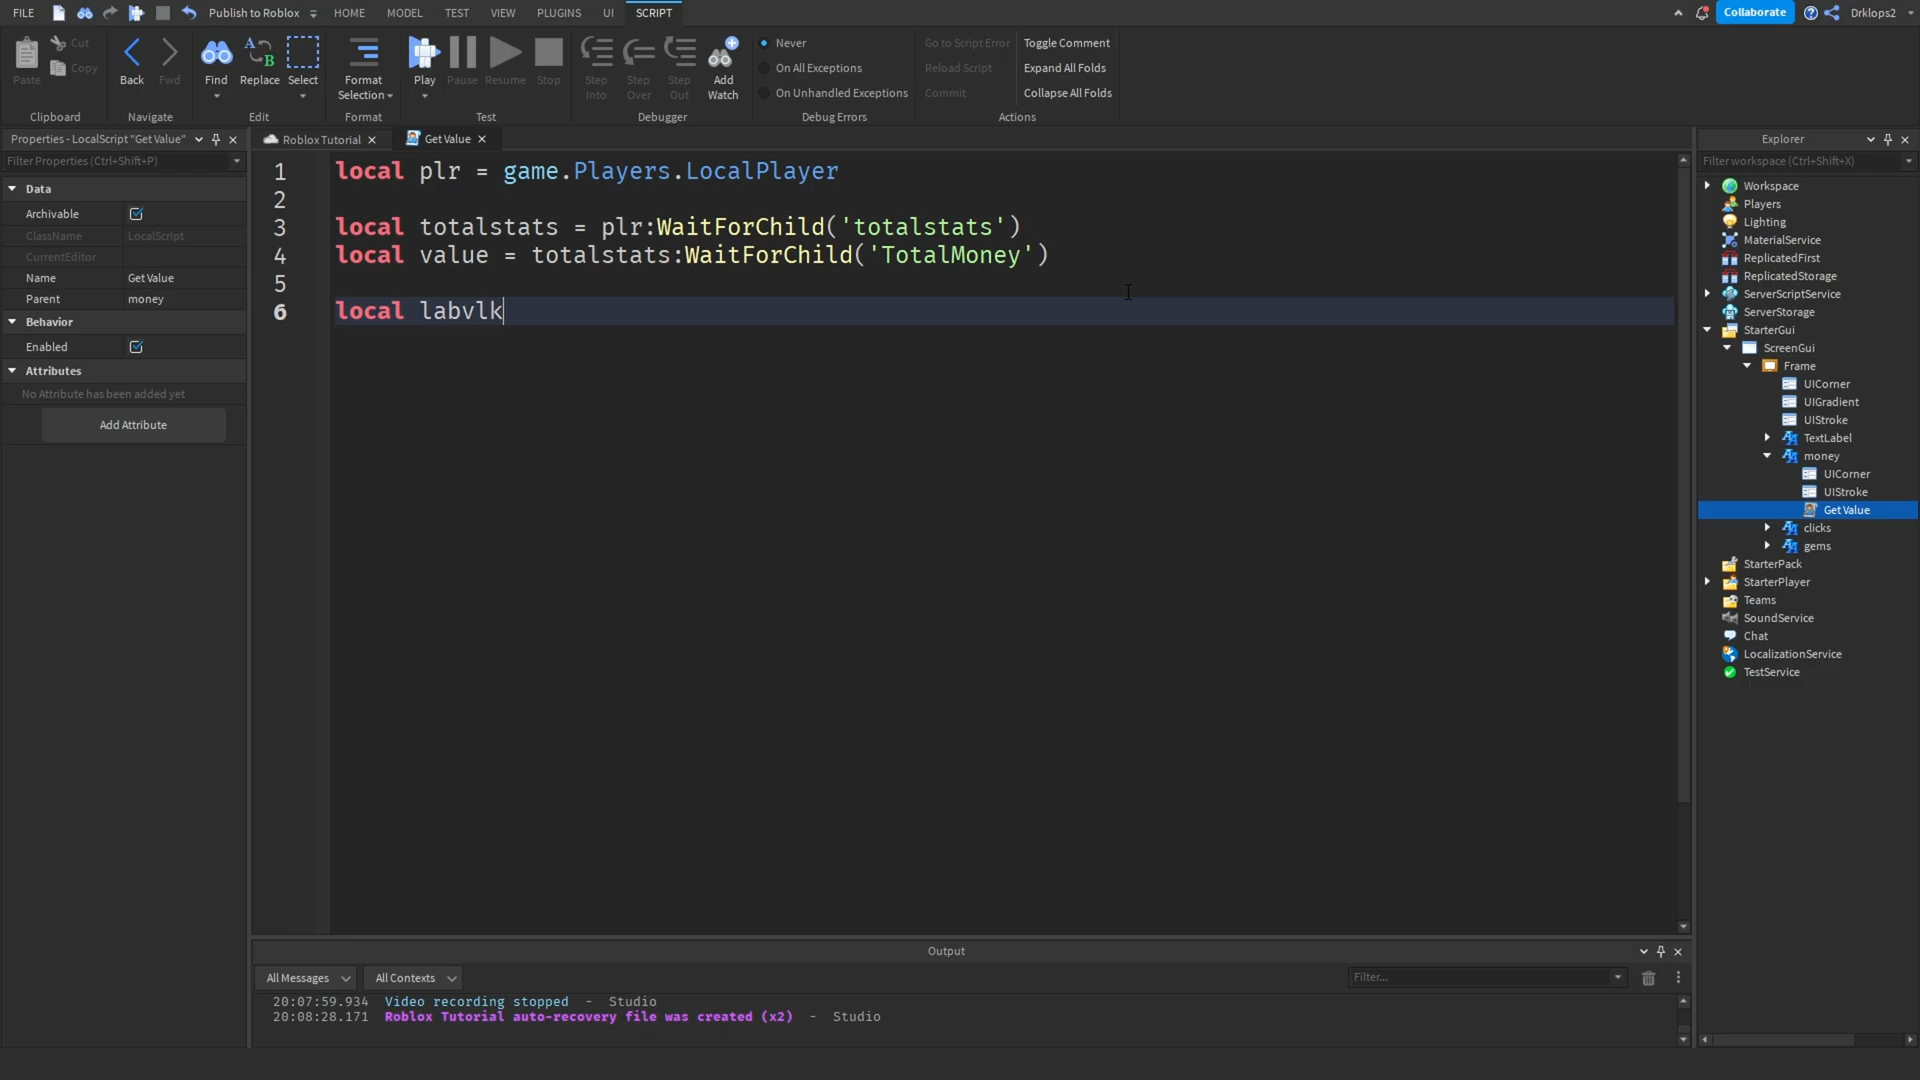 FILE Publish to Roblox HOME MODEL TEST VIEW PLUGINS UI SCRIPT Collaborate Drklops2
Paste Cut Copy Back Fwd Find Replace Select Format Selection Play Pause Resume Stop Step Into Step Over Step Out Add Watch
Never Go to Script Error Toggle Comment
On All Exceptions Reload Script Expand All Folds
On Unhandled Exceptions Commit Collapse All Folds
Clipboard Navigate Edit Format Test Debugger Debug Errors Actions
Properties - LocalScript "Get Value"
Filter Properties (Ctrl+Shift+P)
Data
Archivable
ClassName LocalScript
CurrentEditor
Name Get Value
Parent money
Behavior
Enabled
Attributes
No Attribute has been added yet
Add Attribute
Roblox Tutorial Get Value
1 local plr = game.Players.LocalPlayer
2
3 local totalstats = plr:WaitForChild('totalstats')
4 local value = totalstats:WaitForChild('TotalMoney')
5
6 local labvlk
Output
All Messages All Contexts Filter...
20:07:59.934 Video recording stopped - Studio
20:08:28.171 Roblox Tutorial auto-recovery file was created (x2) - Studio
Explorer
Filter workspace (Ctrl+Shift+X)
Workspace
Players
Lighting
MaterialService
ReplicatedFirst
ReplicatedStorage
ServerScriptService
ServerStorage
StarterGui
ScreenGui
Frame
UICorner
UIGradient
UIStroke
TextLabel
money
UICorner
UIStroke
Get Value
clicks
gems
StarterPack
StarterPlayer
Teams
SoundService
Chat
LocalizationService
TestService